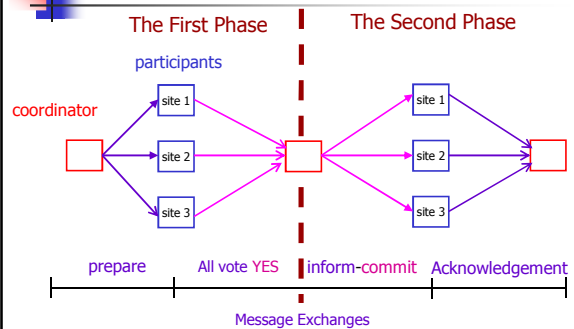 The First Phase
The Second Phase
participants
coordinator
site 1
site 2
site 3
site 1
site 2
site 3
prepare
All vote YES
inform-commit
Acknowledgement
Message Exchanges